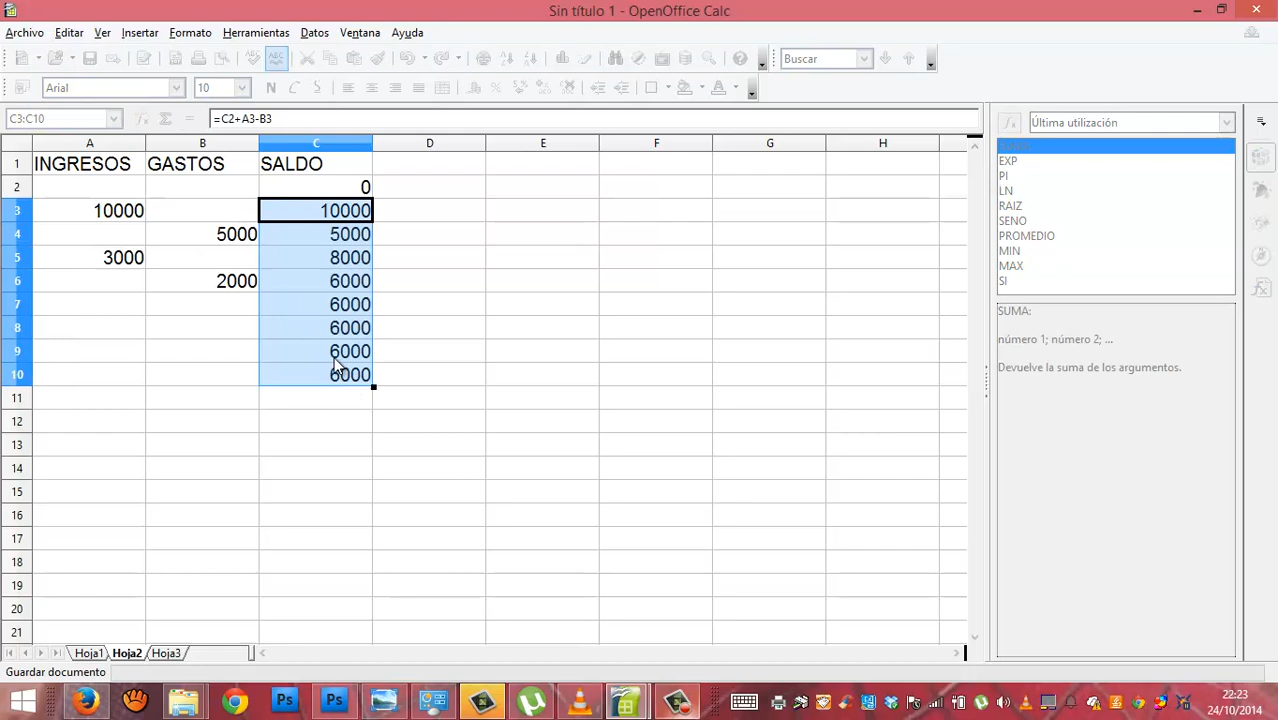 Sin título 1 - OpenOffice Calc
Archivo Editar Ver Insertar Formato Herramientas Datos Ventana Ayuda
Buscar
Arial 10 N C S
C3:C10 =C2+A3-B3
Última utilización
A B C D E F G H
1 INGRESOS GASTOS SALDO
2 0
3 10000 10000
4 5000 5000
5 3000 8000
6 2000 6000
7 6000
8 6000
9 6000
10 6000
11
12
13
14
15
16
17
18
19
20
21
EXP
PI
LN
RAIZ
SENO
PROMEDIO
MIN
MAX
SI
SUMA:
número 1; número 2; ...
Devuelve la suma de los argumentos.
Hoja1 Hoja2 Hoja3
Guardar documento
Ps Ps
22:23
24/10/2014